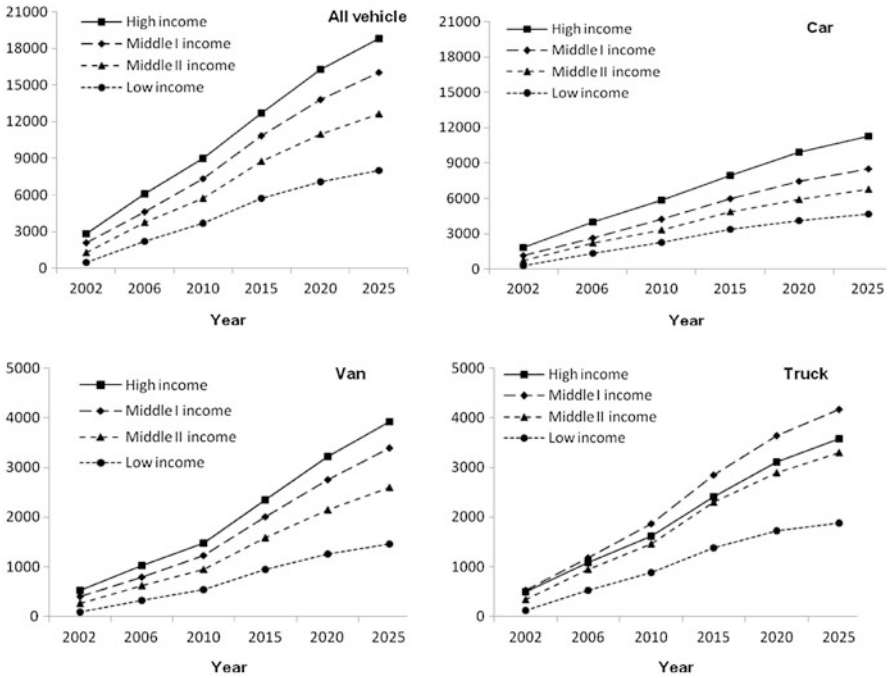 All vehicle
21000
18000
15000
12000
9000
6000
3000
0
High income
Middle I income
Middle II income
Low income
2002 2006 2010 2015 2020 2025
Year
Car
21000
18000
15000
12000
9000
6000
3000
0
High income
Middle I income
Middle II income
Low income
2002 2006 2010 2015 2020 2025
Year
Van
5000
4000
3000
2000
1000
0
High income
Middle I income
Middle II income
Low income
2002 2006 2010 2015 2020 2025
Year
Truck
5000
4000
3000
2000
1000
0
High income
Middle I income
Middle II income
Low income
2002 2006 2010 2015 2020 2025
Year